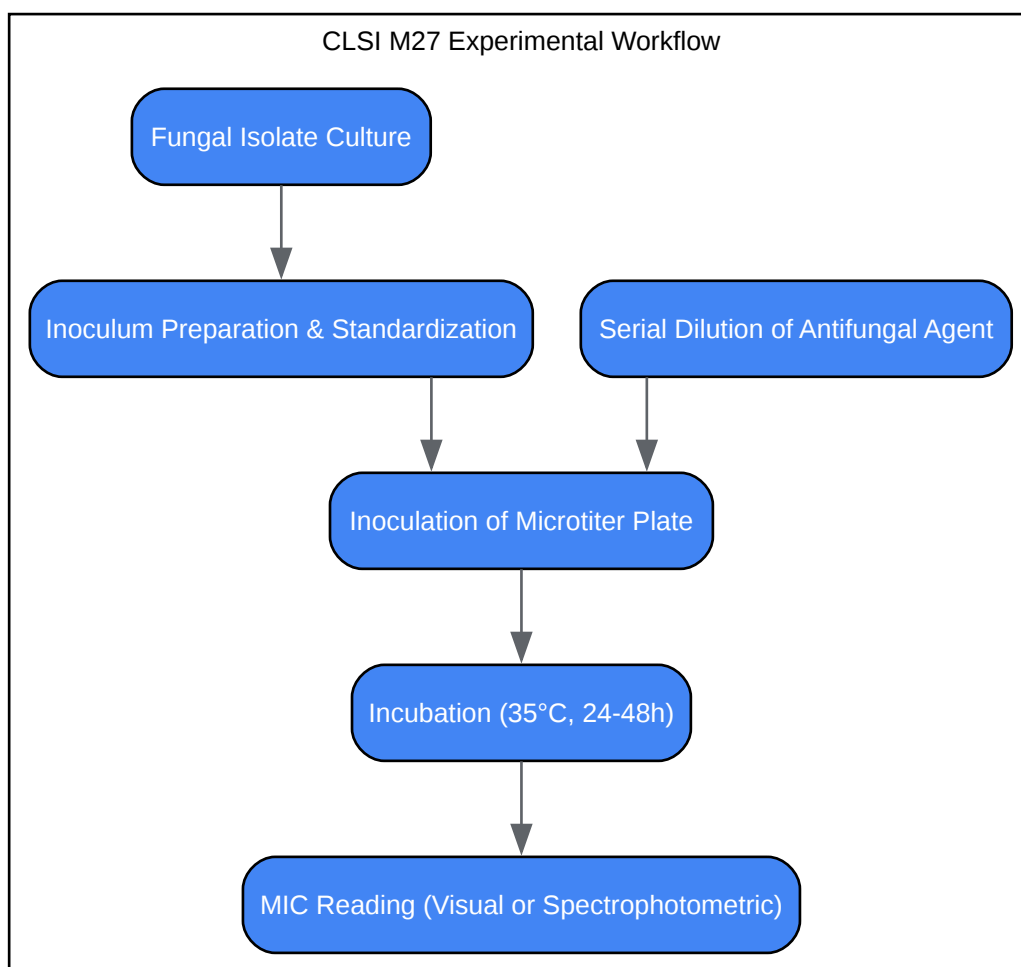 CLSI M27 Experimental Workflow
Fungal Isolate Culture
Inoculum Preparation & Standardization
Serial Dilution of Antifungal Agent
Inoculation of Microtiter Plate
Incubation (35°C, 24-48h)
MIC Reading (Visual or Spectrophotometric)